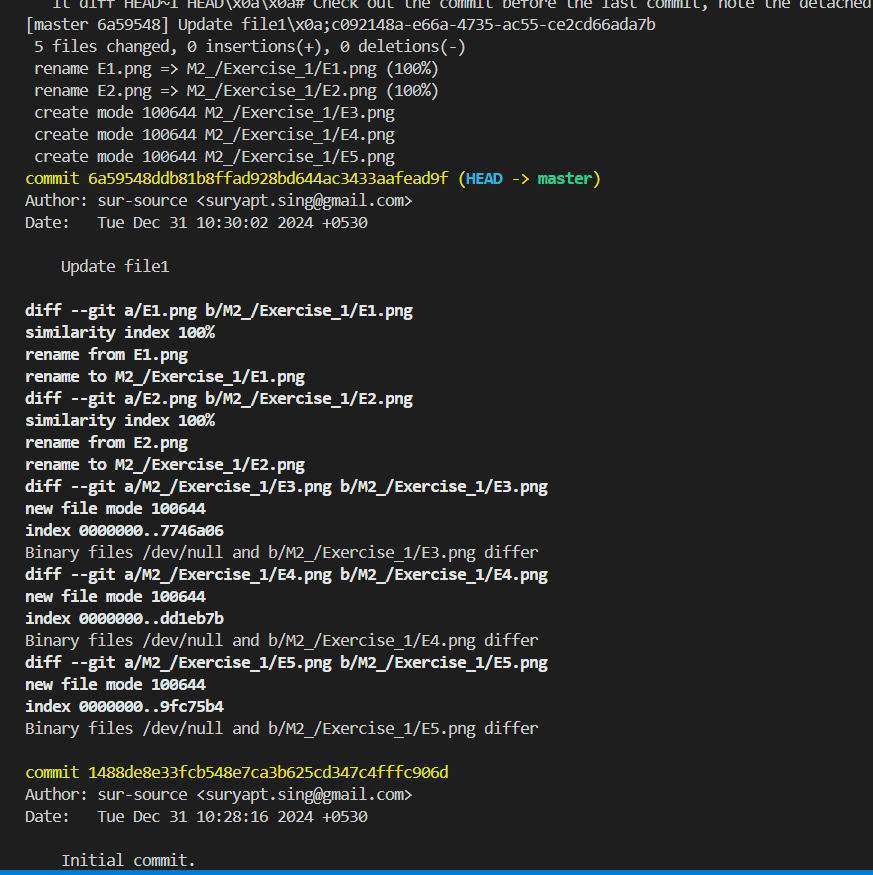 it diff HEAD~1 HEAD\x0a\x0a# Check out the commit before the last commit, note the detached
[master 6a59548] Update file1\x0a;c092148a-e66a-4735-ac55-ce2cd66ada7b
5 files changed, 0 insertions(+), 0 deletions(-)
rename E1.png => M2_/Exercise_1/E1.png (100%)
rename E2.png => M2_/Exercise_1/E2.png (100%)
create mode 100644 M2_/Exercise_1/E3.png
create mode 100644 M2_/Exercise_1/E4.png
create mode 100644 M2_/Exercise_1/E5.png
commit 6a59548ddb81b8ffad928bd644ac3433aafead9f (HEAD -> master)
Author: sur-source <suryapt.sing@gmail.com>
Date:   Tue Dec 31 10:30:02 2024 +0530
Update file1
diff --git a/E1.png b/M2_/Exercise_1/E1.png
similarity index 100%
rename from E1.png
rename to M2_/Exercise_1/E1.png
diff --git a/E2.png b/M2_/Exercise_1/E2.png
similarity index 100%
rename from E2.png
rename to M2_/Exercise_1/E2.png
diff --git a/M2_/Exercise_1/E3.png b/M2_/Exercise_1/E3.png
new file mode 100644
index 0000000..7746a06
Binary files /dev/null and b/M2_/Exercise_1/E3.png differ
diff --git a/M2_/Exercise_1/E4.png b/M2_/Exercise_1/E4.png
new file mode 100644
index 0000000..dd1eb7b
Binary files /dev/null and b/M2_/Exercise_1/E4.png differ
diff --git a/M2_/Exercise_1/E5.png b/M2_/Exercise_1/E5.png
new file mode 100644
index 0000000..9fc75b4
Binary files /dev/null and b/M2_/Exercise_1/E5.png differ
commit 1488de8e33fcb548e7ca3b625cd347c4fffc906d
Author: sur-source <suryapt.sing@gmail.com>
Date:   Tue Dec 31 10:28:16 2024 +0530
Initial commit.